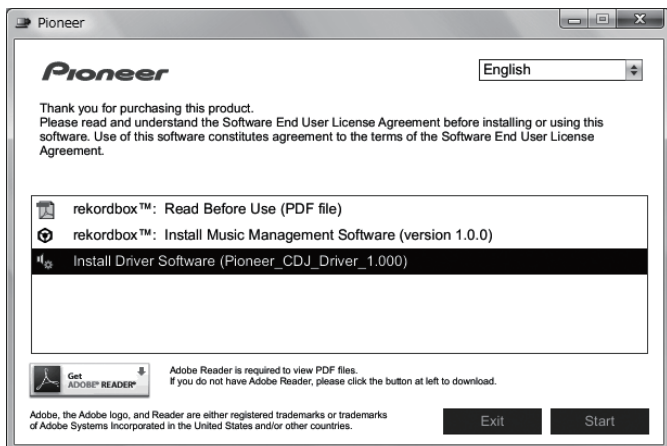 Pioneer
Pioneer
English
Thank you for purchasing this product.
Please read and understand the Software End User License Agreement before installing or using this
software. Use of this software constitutes agreement to the terms of the Software End User License
Agreement.
rekordbox™: Read Before Use (PDF file)
rekordbox™: Install Music Management Software (version 1.0.0)
Install Driver Software (Pioneer_CDJ_Driver_1.000)
Get
ADOBE® READER®
Adobe Reader is required to view PDF files.
If you do not have Adobe Reader, please click the button at left to download.
Adobe, the Adobe logo, and Reader are either registered trademarks or trademarks
of Adobe Systems Incorporated in the United States and/or other countries.
Exit
Start